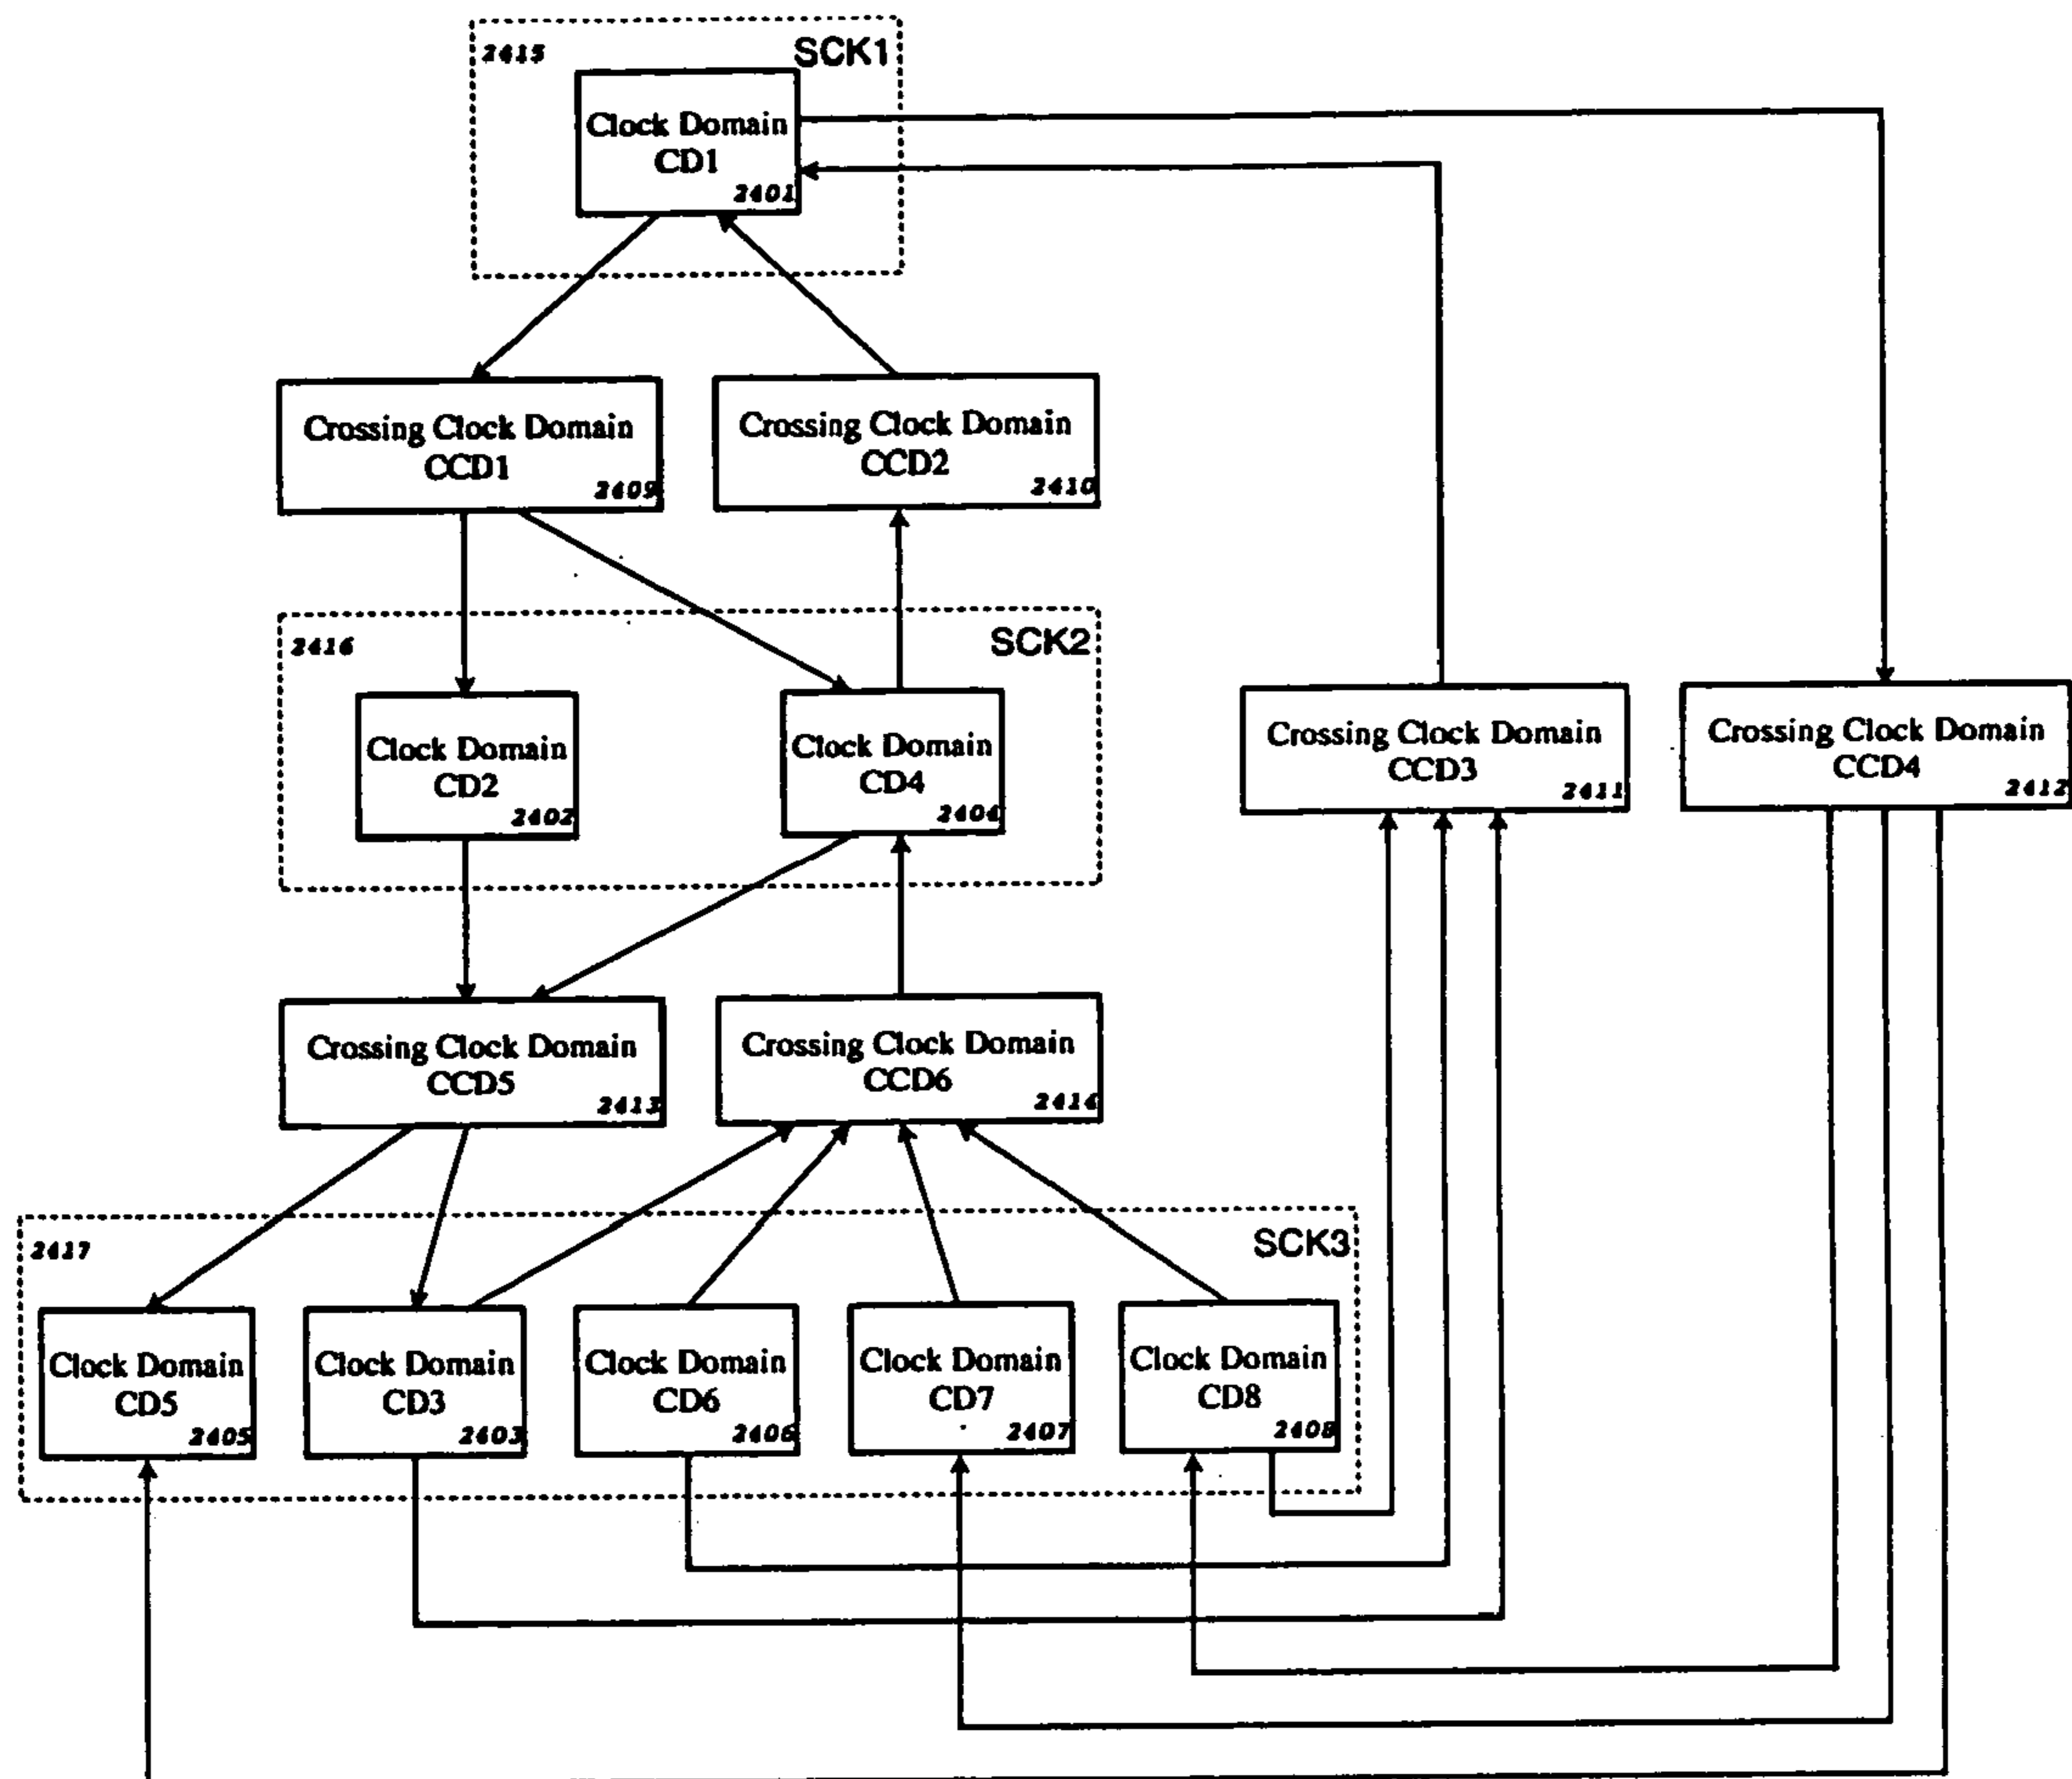 2415
SCK1
Clock Domain
CD1
2401
Crossing Clock Domain
CCD1
2409
Crossing Clock Domain
CCD2
2410
2416
SCK2
Clock Domain
CD2
2402
Clock Domain
CD4
2404
Crossing Clock Domain
CCD3
2411
Crossing Clock Domain
CCD4
2412
Crossing Clock Domain
CCD5
2413
Crossing Clock Domain
CCD6
2414
2417
SCK3
Clock Domain
CD5
2405
Clock Domain
CD3
2403
Clock Domain
CD6
2406
Clock Domain
CD7
2407
Clock Domain
CD8
2408